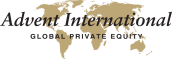 Advent International
GLOBAL PRIVATE EQUITY